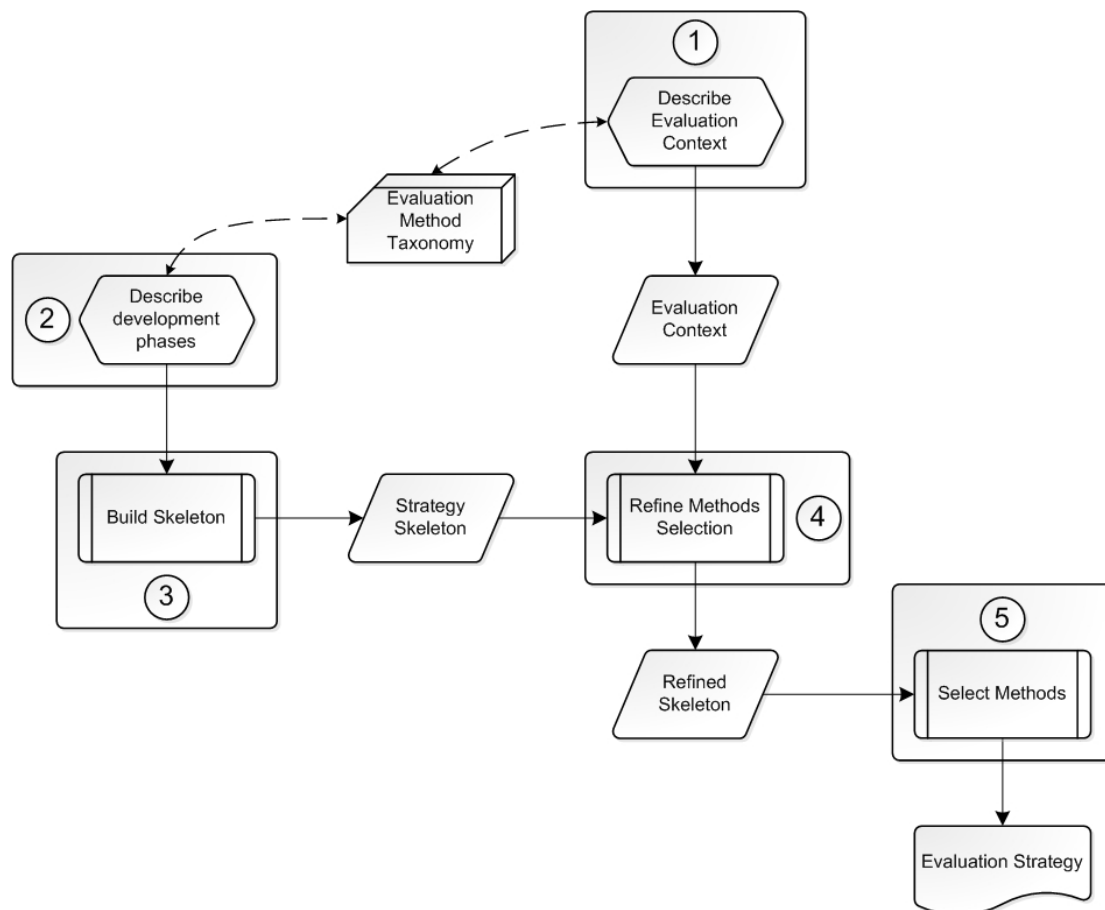 1
Describe
Evaluation
Context
Evaluation
Method
Taxonomy
2
Describe
development
phases
Evaluation
Context
Build Skeleton
3
Strategy
Skeleton
Refine Methods
Selection
4
Refined
Skeleton
5
Select Methods
Evaluation Strategy